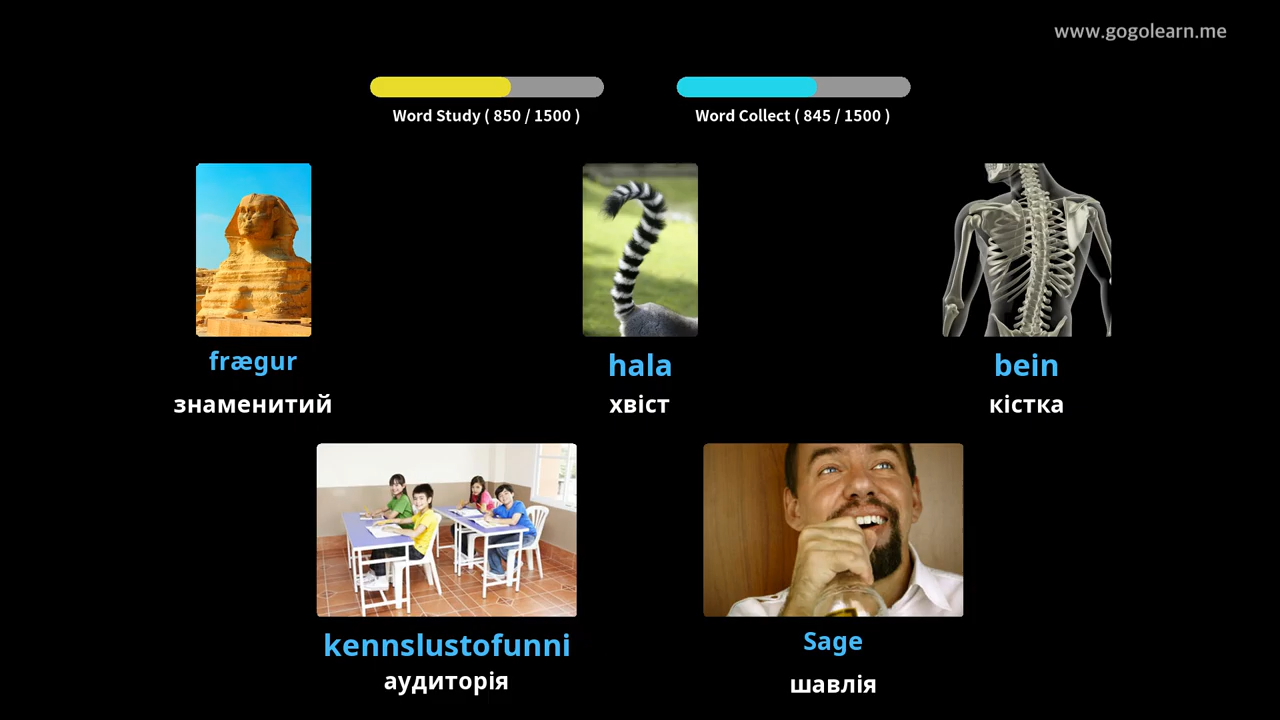 www.gogolearn.me
Word Study ( 850 / 1500 )
Word Collect ( 845 / 1500 )
frægur
hala
bein
знаменитий
хвіст
кістка
kennslustofunni
Sage
аудиторія
шавлія